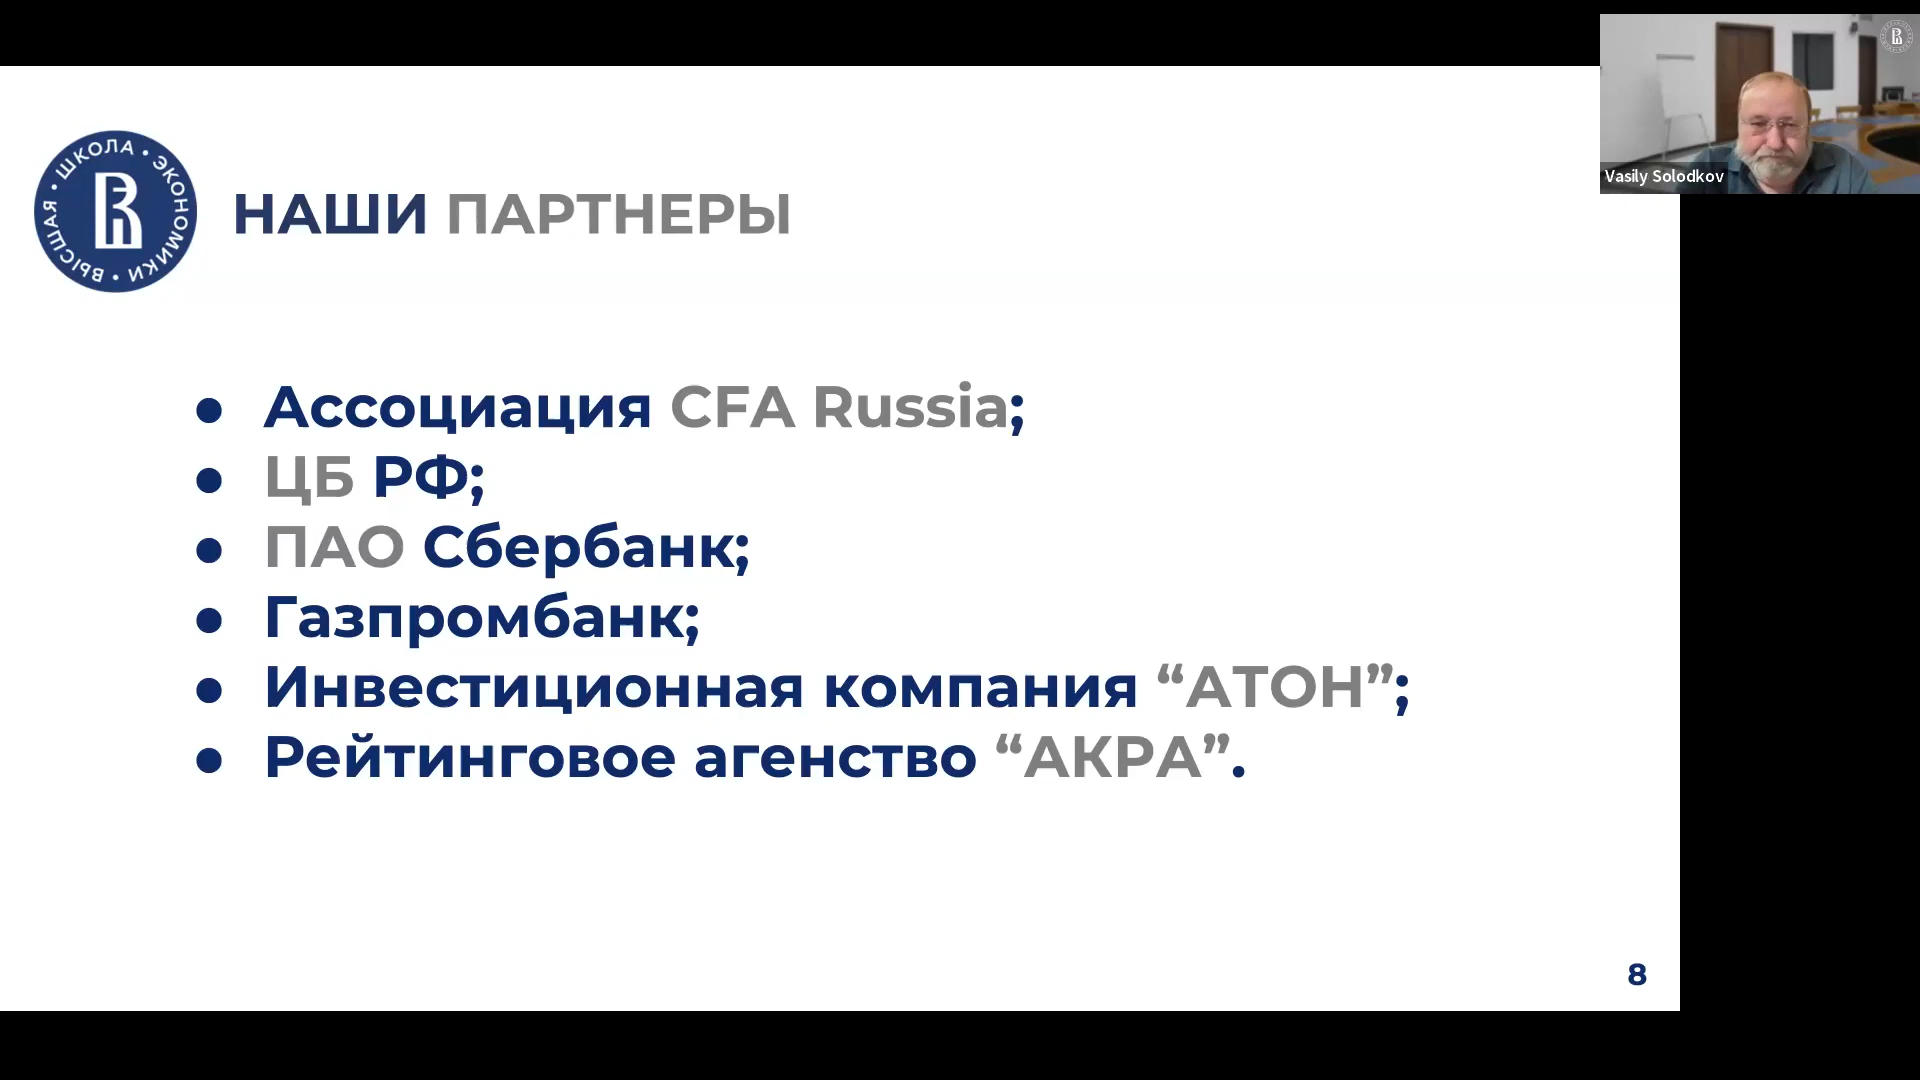 Vasily Solodkov
ВЫСШАЯ • ШКОЛА • ЭКОНОМИКИ •
НАШИ ПАРТНЕРЫ
● Ассоциация CFA Russia;
● ЦБ РФ;
● ПАО Сбербанк;
● Газпромбанк;
● Инвестиционная компания “АТОН”;
● Рейтинговое агенство “АКРА”.
8